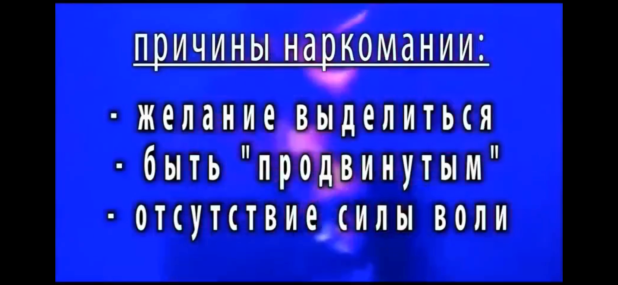 причины наркомании:
- желание выделиться
- быть "продвинутым"
- отсутствие силы воли